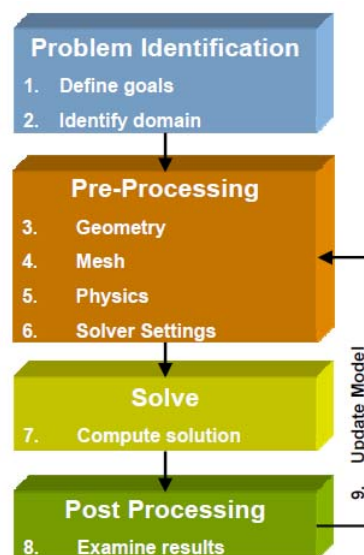 Problem Identification
1. Define goals
2. Identify domain
Pre-Processing
3. Geometry
4. Mesh
5. Physics
6. Solver Settings
Solve
7. Compute solution
Post Processing
8. Examine results
9. Update Model